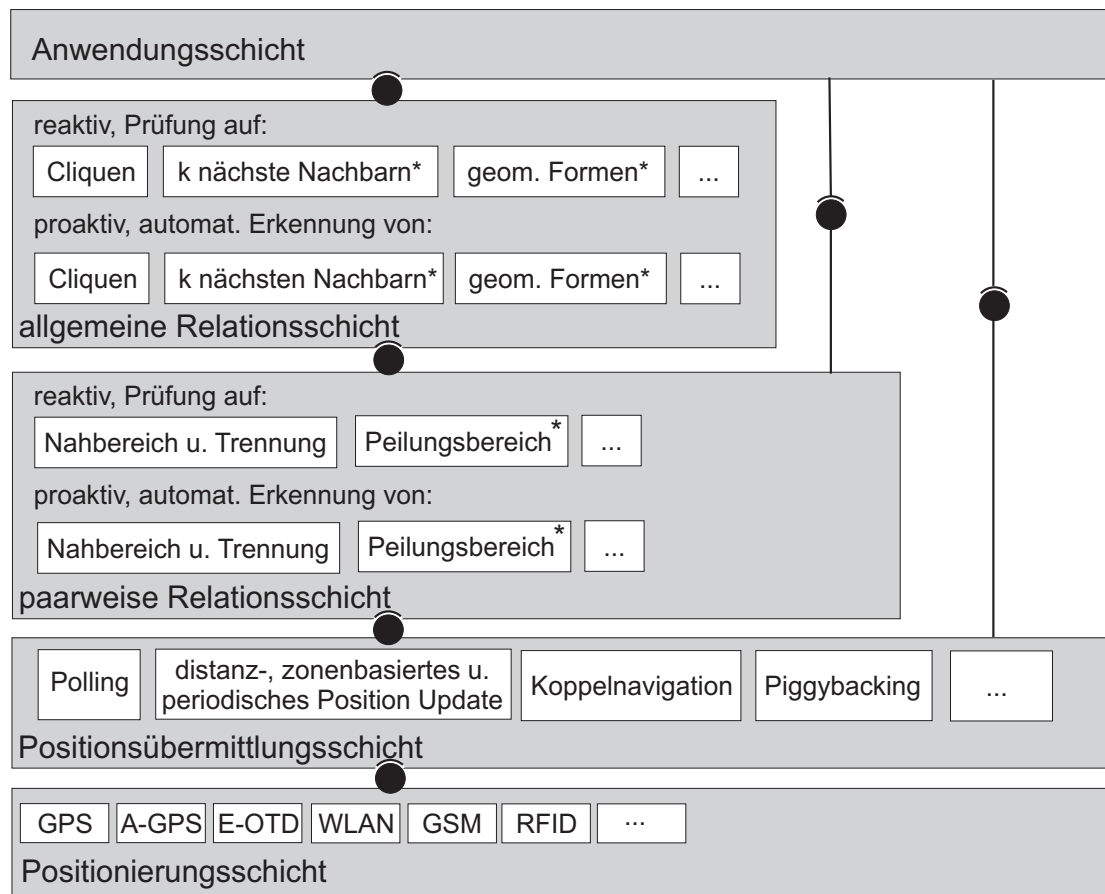 Anwendungsschicht
reaktiv, Prüfung auf:
Cliquen k nächste Nachbarn* geom. Formen* ...
proaktiv, automat. Erkennung von:
Cliquen k nächsten Nachbarn* geom. Formen* ...
allgemeine Relationsschicht
reaktiv, Prüfung auf:
Nahbereich u. Trennung Peilungsbereich* ...
proaktiv, automat. Erkennung von:
Nahbereich u. Trennung Peilungsbereich* ...
paarweise Relationsschicht
Polling
distanz-, zonenbasiertes u.
periodisches Position Update
Koppelnavigation
Piggybacking
...
Positionsübermittlungsschicht
GPS A-GPS E-OTD WLAN GSM RFID ...
Positionierungsschicht